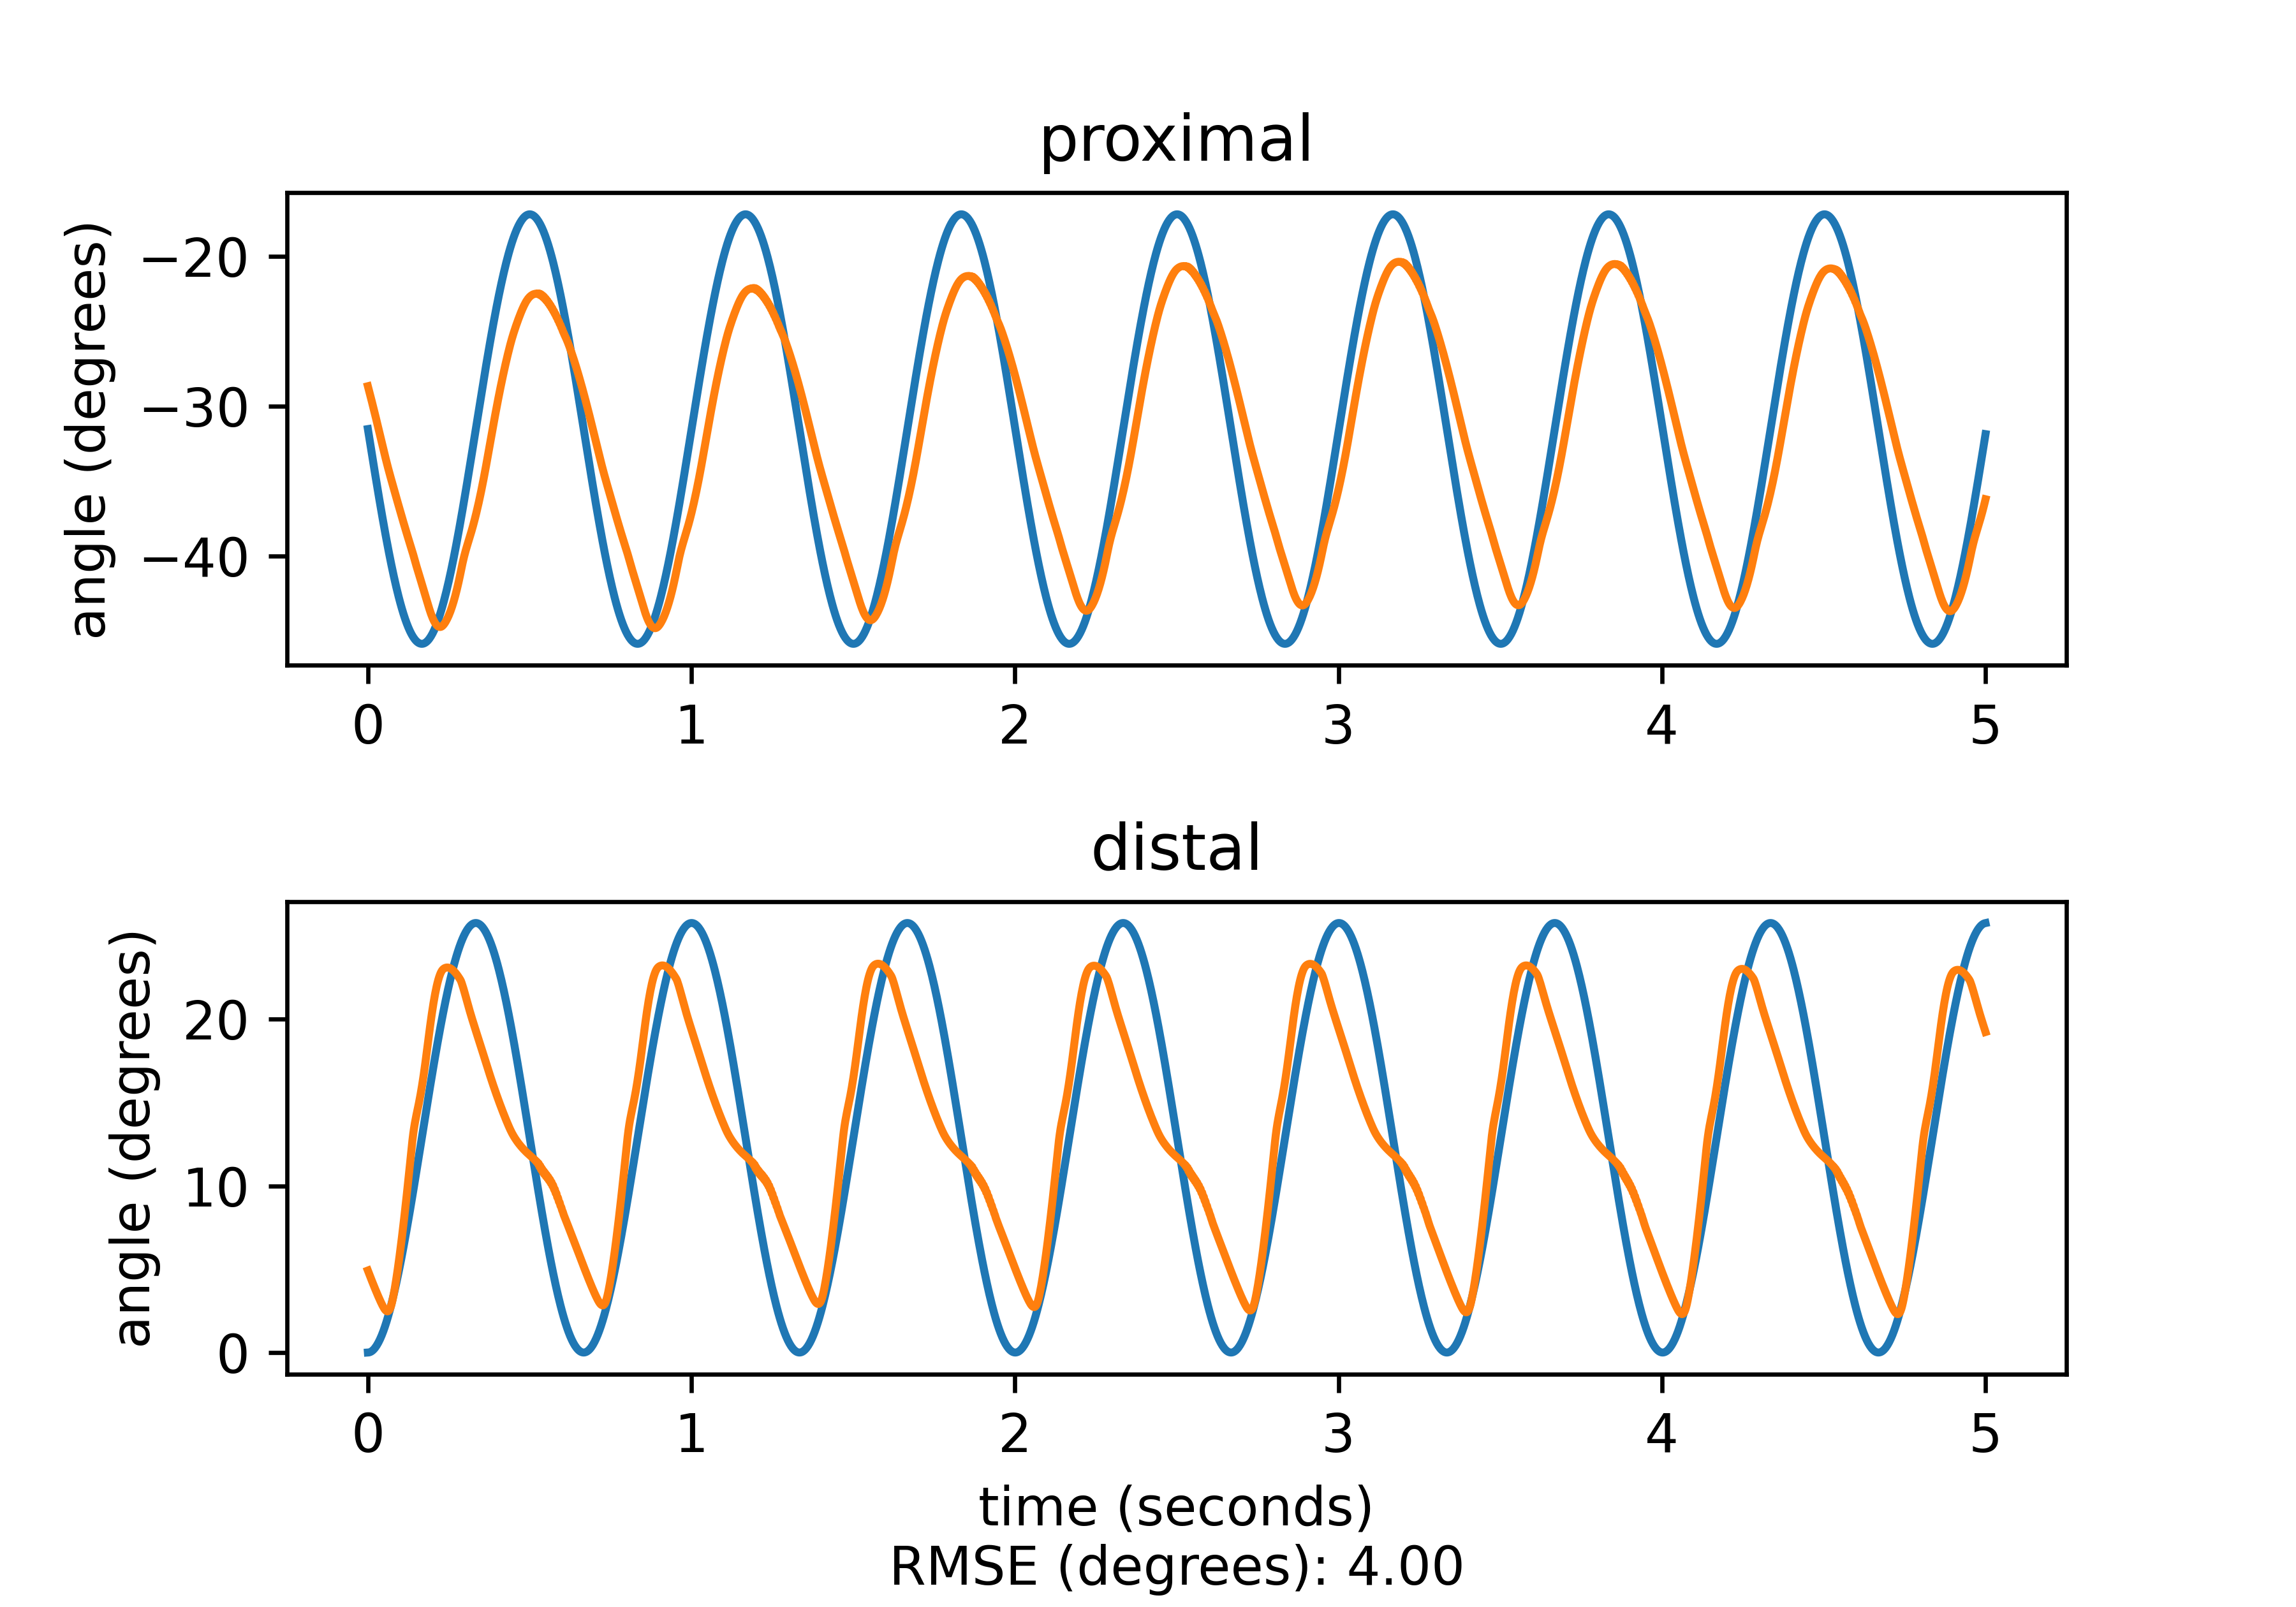 proximal
angle (degrees)
−20
−30
−40
0 1 2 3 4 5
distal
angle (degrees)
20
10
0
0 1 2 3 4 5
time (seconds)
RMSE (degrees): 4.00